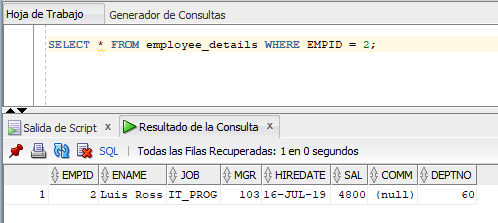 Hoja de Trabajo Generador de Consultas
SELECT * FROM employee_details WHERE EMPID = 2;
Salida de Script x Resultado de la Consulta x
SQL | Todas las Filas Recuperadas: 1 en 0 segundos
EMPID ENAME JOB MGR HIREDATE SAL COMM DEPTNO
1 2 Luis Ross IT_PROG 103 16-JUL-19 4800 (null) 60